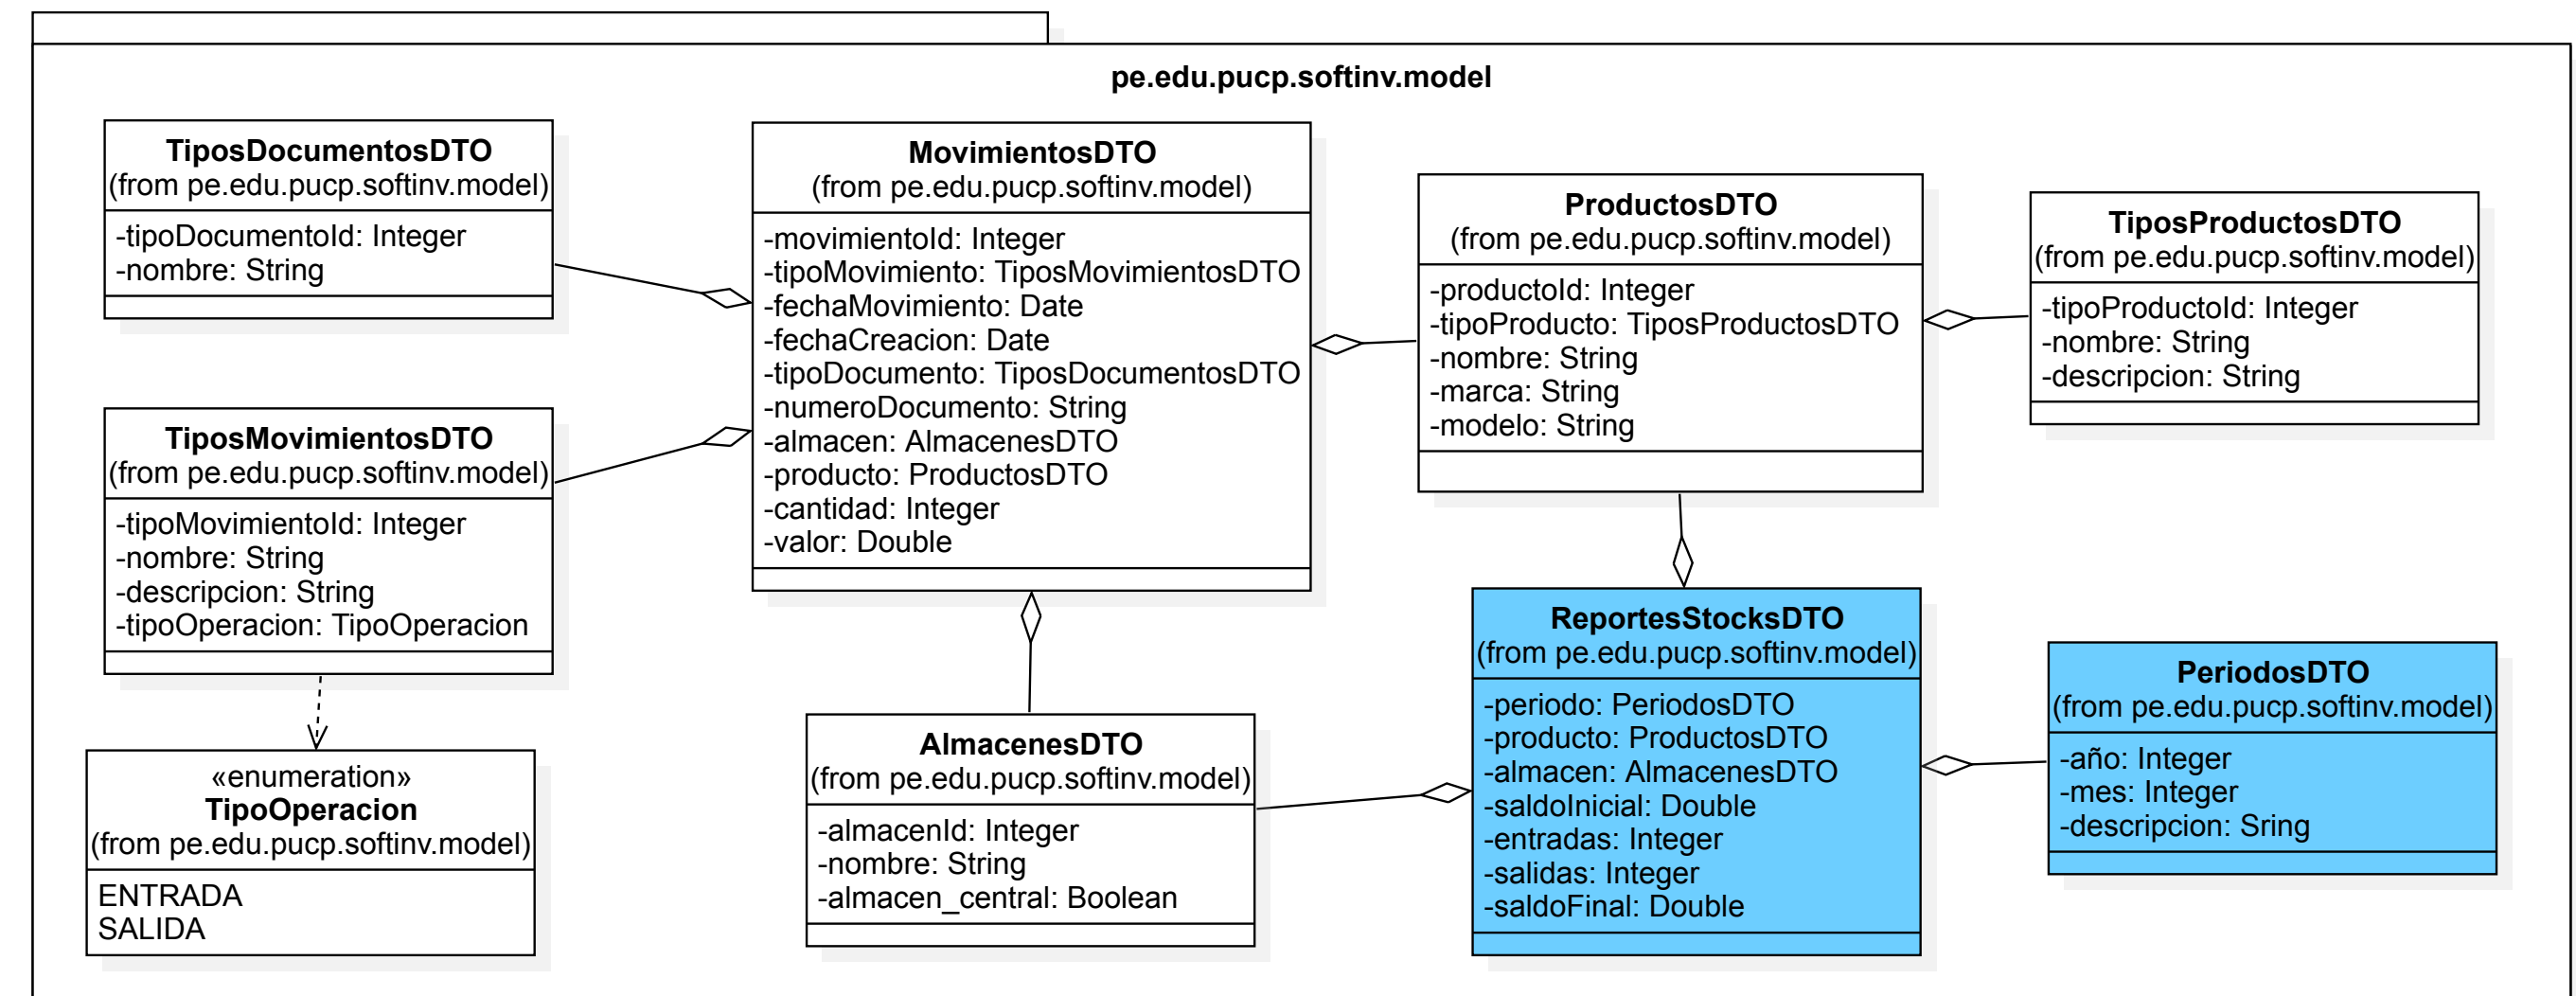 pe.edu.pucp.softinv.model
TiposDocumentosDTO
(from pe.edu.pucp.softinv.model)
-tipoDocumentoId: Integer
-nombre: String
MovimientosDTO
(from pe.edu.pucp.softinv.model)
-movimientoId: Integer
-tipoMovimiento: TiposMovimientosDTO
-fechaMovimiento: Date
-fechaCreacion: Date
-tipoDocumento: TiposDocumentosDTO
-numeroDocumento: String
-almacen: AlmacenesDTO
-producto: ProductosDTO
-cantidad: Integer
-valor: Double
ProductosDTO
(from pe.edu.pucp.softinv.model)
-productoId: Integer
-tipoProducto: TiposProductosDTO
-nombre: String
-marca: String
-modelo: String
TiposProductosDTO
(from pe.edu.pucp.softinv.model)
-tipoProductoId: Integer
-nombre: String
-descripcion: String
TiposMovimientosDTO
(from pe.edu.pucp.softinv.model)
-tipoMovimientoId: Integer
-nombre: String
-descripcion: String
-tipoOperacion: TipoOperacion
«enumeration»
TipoOperacion
(from pe.edu.pucp.softinv.model)
ENTRADA
SALIDA
AlmacenesDTO
(from pe.edu.pucp.softinv.model)
-almacenId: Integer
-nombre: String
-almacen_central: Boolean
ReportesStocksDTO
(from pe.edu.pucp.softinv.model)
-periodo: PeriodosDTO
-producto: ProductosDTO
-almacen: AlmacenesDTO
-saldoInicial: Double
-entradas: Integer
-salidas: Integer
-saldoFinal: Double
PeriodosDTO
(from pe.edu.pucp.softinv.model)
-año: Integer
-mes: Integer
-descripcion: Sring